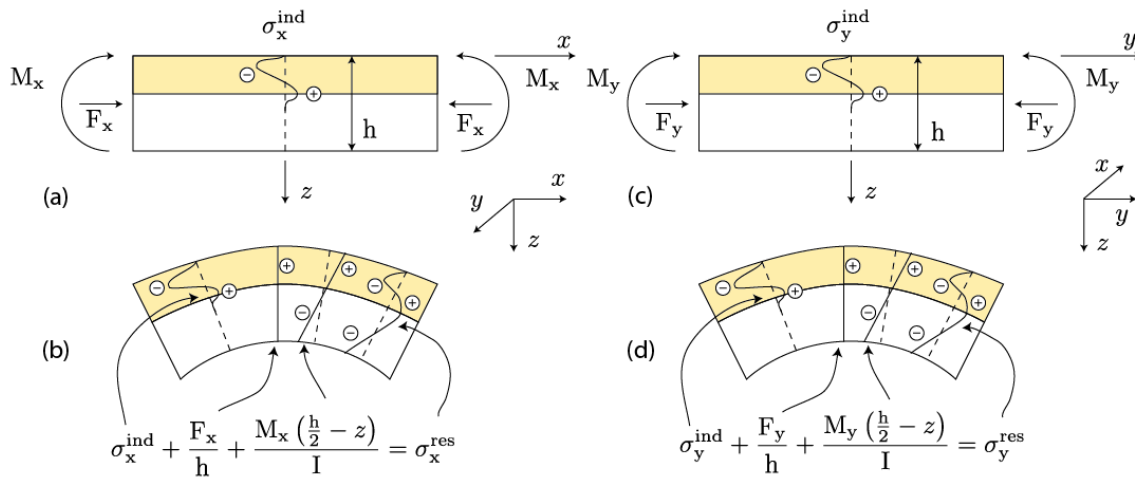 σ_x^ind σ_y^ind
x y
M_x M_x M_y M_y
F_x F_x F_y F_y
⊖ ⊖
⊕ ⊕
h h
z z
(a) (c)
y x z x y z
⊖ ⊕ ⊕ ⊖ ⊕ ⊖ ⊕ ⊖ ⊖ ⊕ ⊕ ⊖ ⊕ ⊖ ⊕ ⊖
(b) (d)
σ_x^ind + F_x/h + M_x (h/2 − z)/I = σ_x^res
σ_y^ind + F_y/h + M_y (h/2 − z)/I = σ_y^res